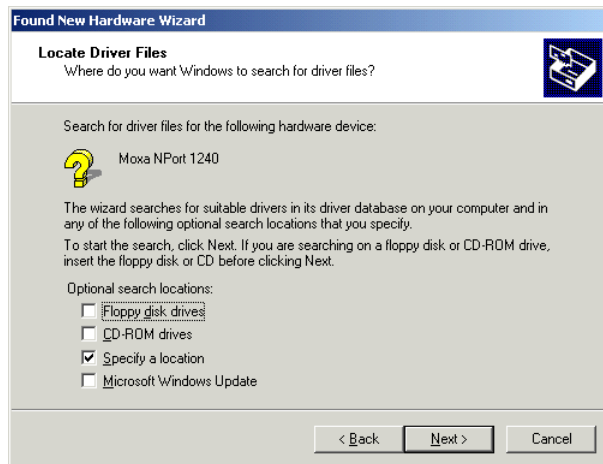 Found New Hardware Wizard
Locate Driver Files
Where do you want Windows to search for driver files?
Search for driver files for the following hardware device:
Moxa NPort 1240
The wizard searches for suitable drivers in its driver database on your computer and in
any of the following optional search locations that you specify.
To start the search, click Next. If you are searching on a floppy disk or CD-ROM drive,
insert the floppy disk or CD before clicking Next.
Optional search locations:
Floppy disk drives
CD-ROM drives
Specify a location
Microsoft Windows Update
< Back Next > Cancel